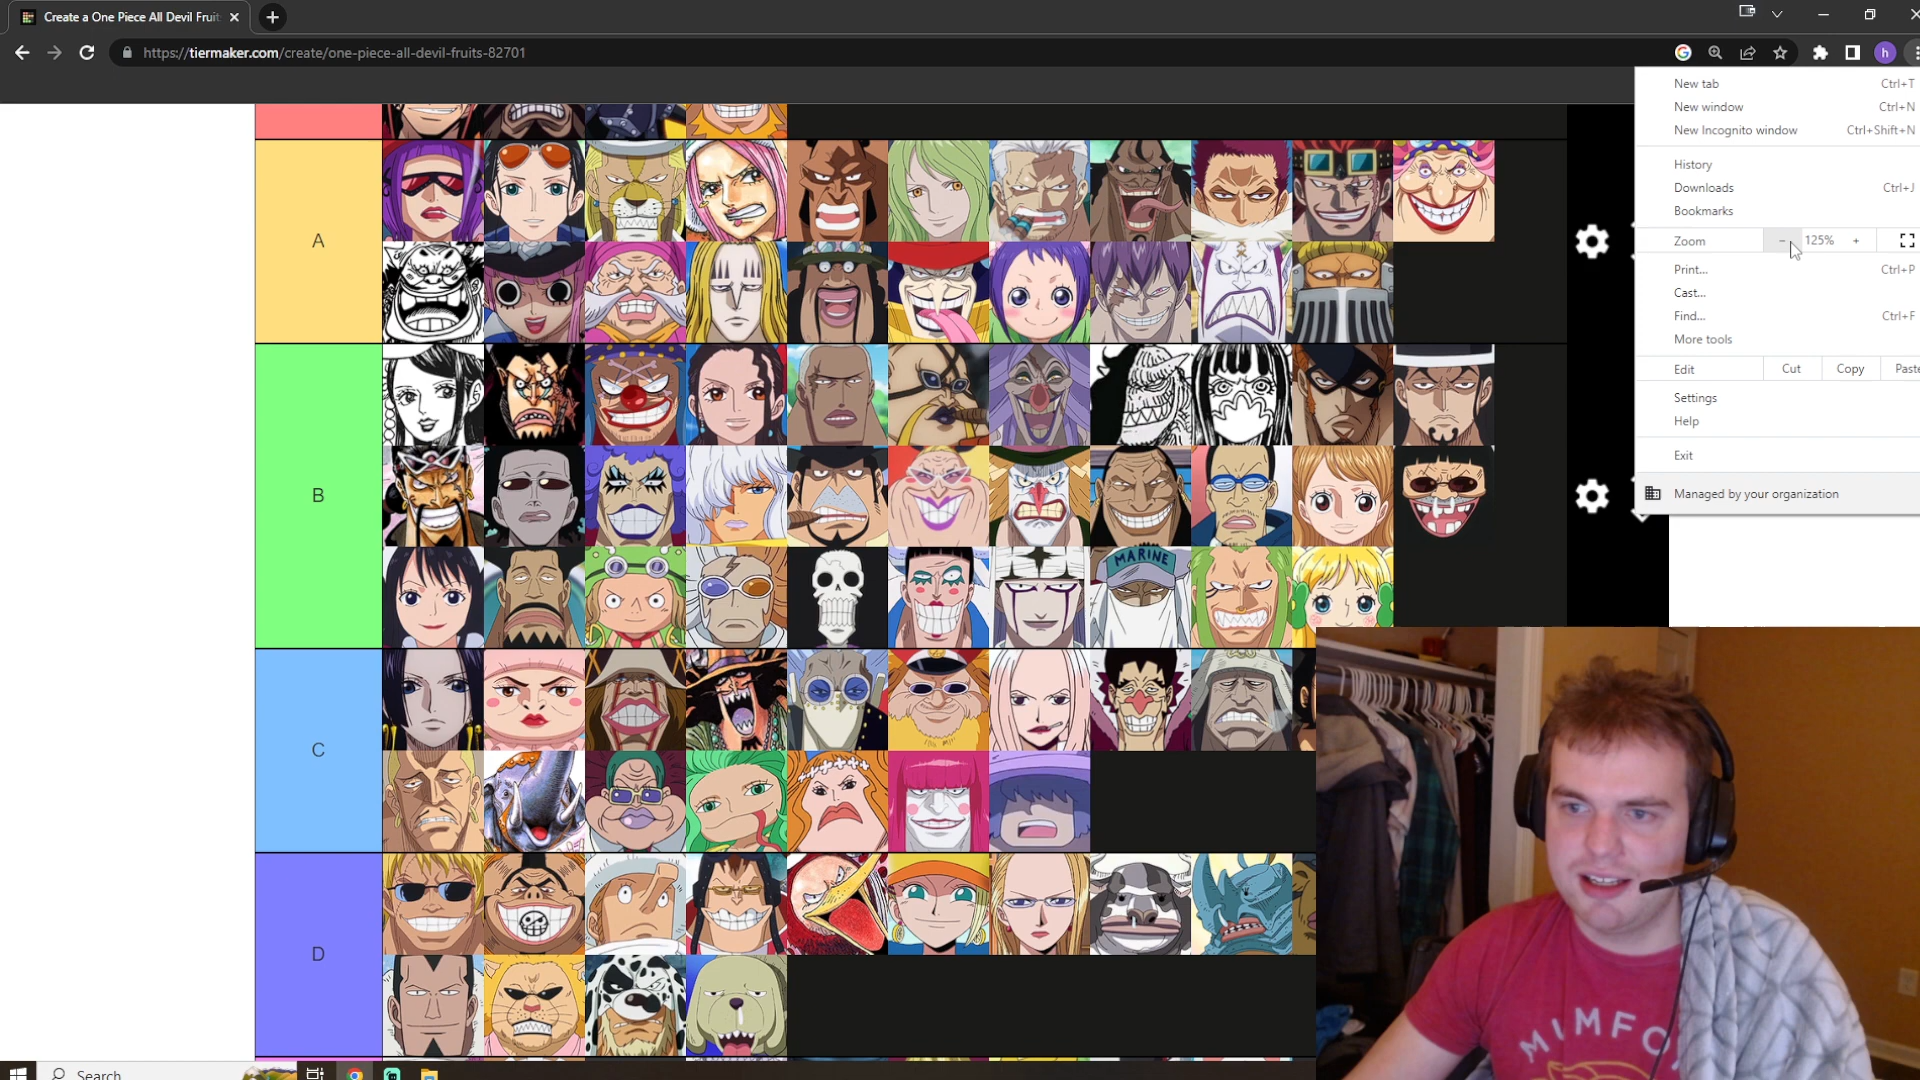 Create a One Piece All Devil Fruit
https://tiermaker.com/create/one-piece-all-devil-fruits-82701
h
New tab Ctrl+T
New window Ctrl+N
New Incognito window Ctrl+Shift+N
History
Downloads Ctrl+J
Bookmarks
Zoom - 125% +
Print... Ctrl+P
Cast...
Find... Ctrl+F
More tools
Edit Cut Copy Paste
Settings
Help
Exit
Managed by your organization
A
B
MARINE
C
D
MIMFO
Search